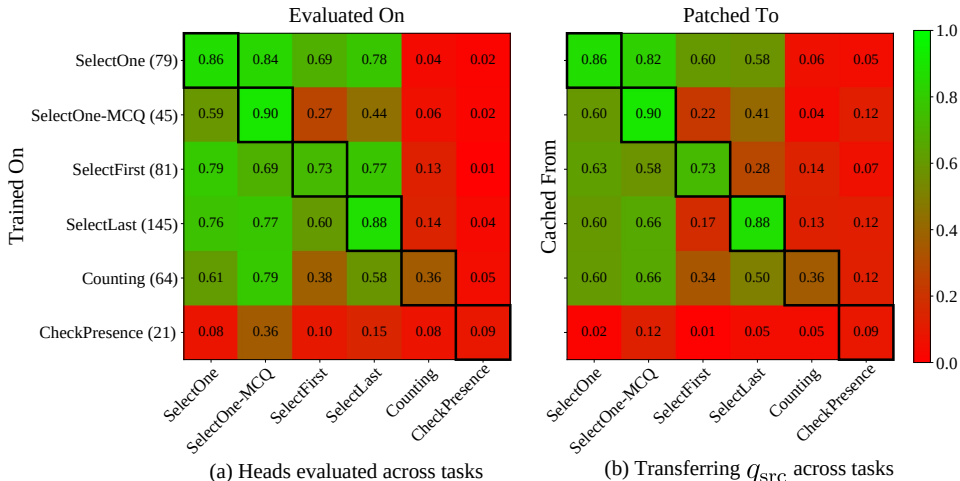 Evaluated On
Patched To
Trained On
SelectOne (79)
0.86 0.84 0.69 0.78 0.04 0.02
SelectOne-MCQ (45)
0.59 0.90 0.27 0.44 0.06 0.02
SelectFirst (81)
0.79 0.69 0.73 0.77 0.13 0.01
SelectLast (145)
0.76 0.77 0.60 0.88 0.14 0.04
Counting (64)
0.61 0.79 0.38 0.58 0.36 0.05
CheckPresence (21)
0.08 0.36 0.10 0.15 0.08 0.09
SelectOne
SelectOne-MCQ
SelectFirst
SelectLast
Counting
CheckPresence
(a) Heads evaluated across tasks
Cached From
0.86 0.82 0.60 0.58 0.06 0.05
0.60 0.90 0.22 0.41 0.04 0.12
0.63 0.58 0.73 0.28 0.14 0.07
0.60 0.66 0.17 0.88 0.13 0.12
0.60 0.66 0.34 0.50 0.36 0.12
0.02 0.12 0.01 0.05 0.05 0.09
SelectOne
SelectOne-MCQ
SelectFirst
SelectLast
Counting
CheckPresence
(b) Transferring q_src across tasks
1.0
0.8
0.6
0.4
0.2
0.0